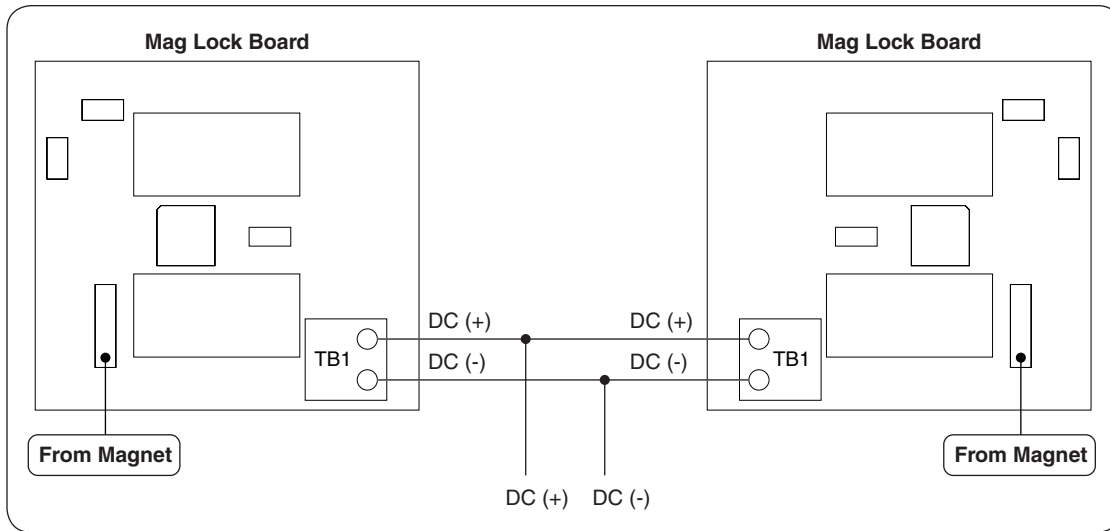 Mag Lock Board
Mag Lock Board
DC (+)
DC (+)
TB1
DC (-)
DC (-)
TB1
From Magnet
From Magnet
DC (+)
DC (-)